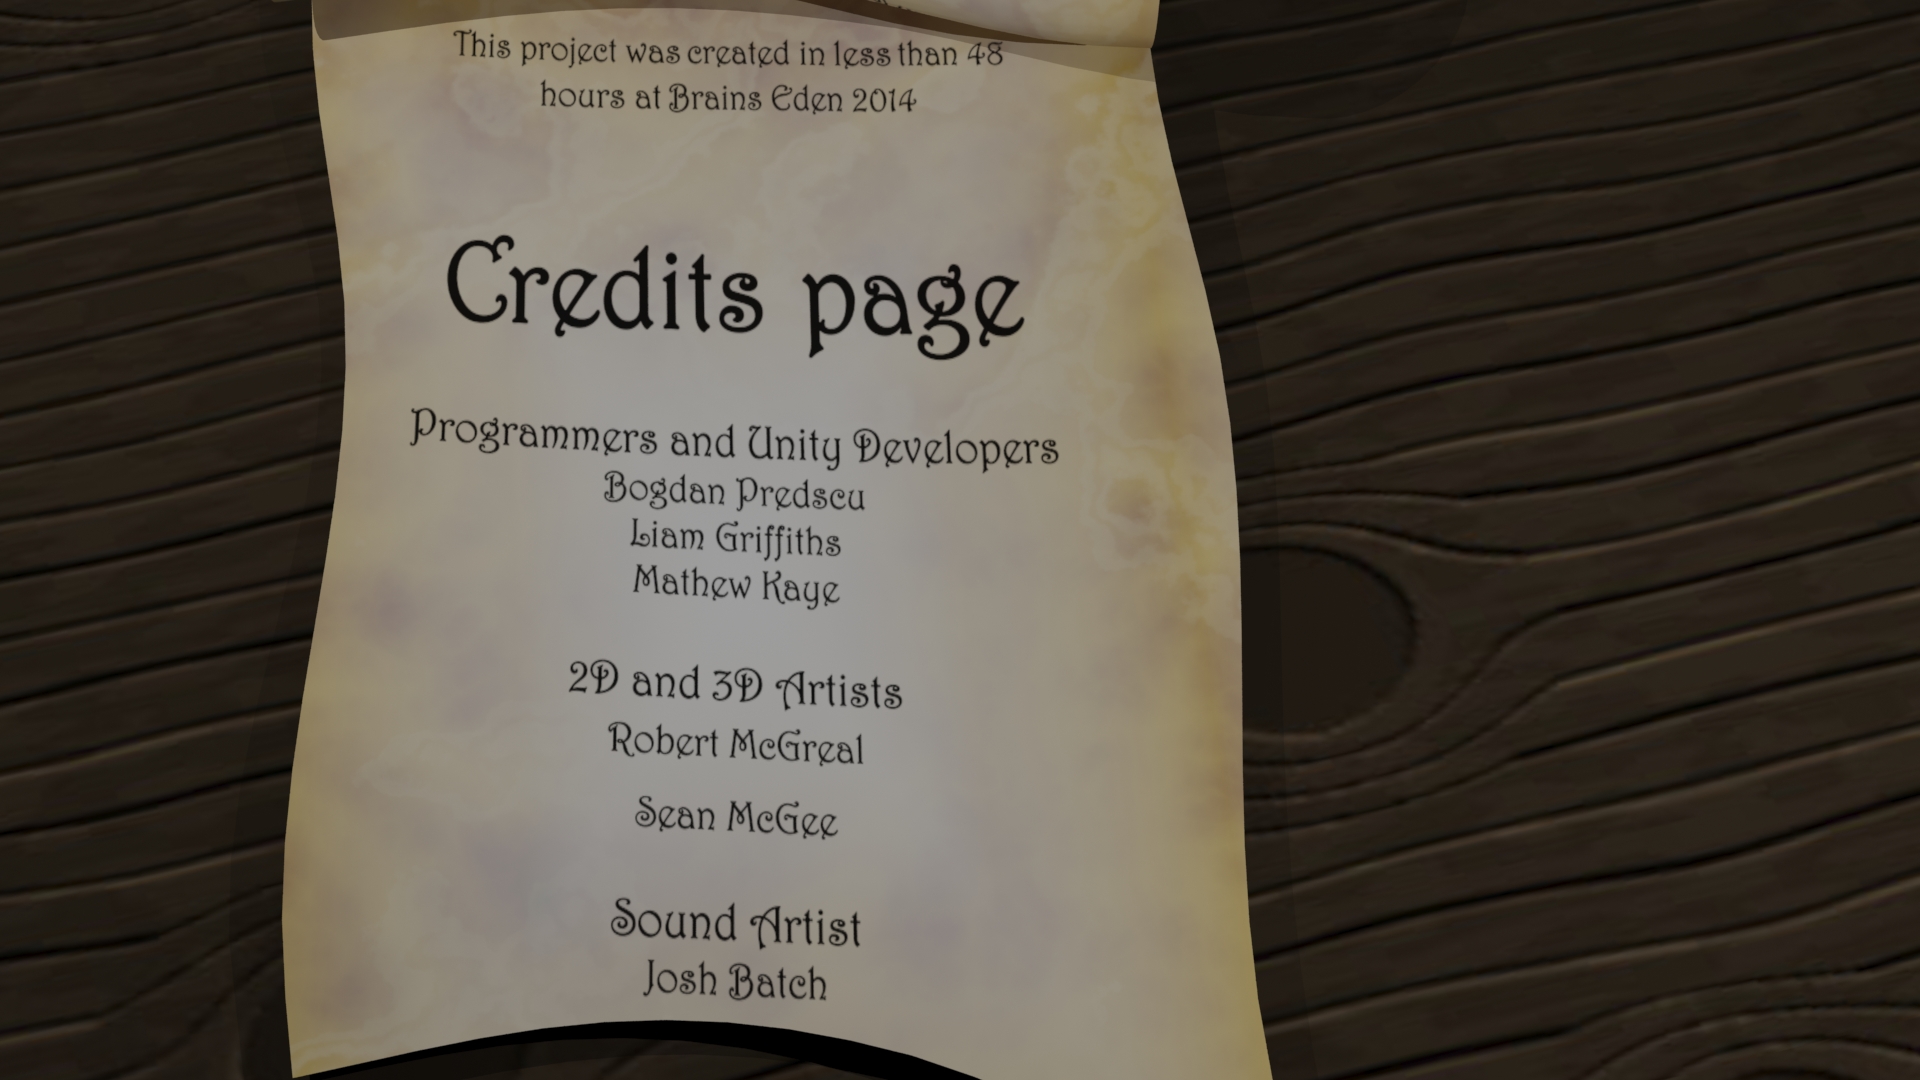 This project was created in less than 48
hours at Brains Eden 2014
Credits page
Programmers and Unity Developers
Bogdan Predscu
Liam Griffiths
Mathew Kaye
2D and 3D Artists
Robert McGreal
Sean McGee
Sound Artist
Josh Batch